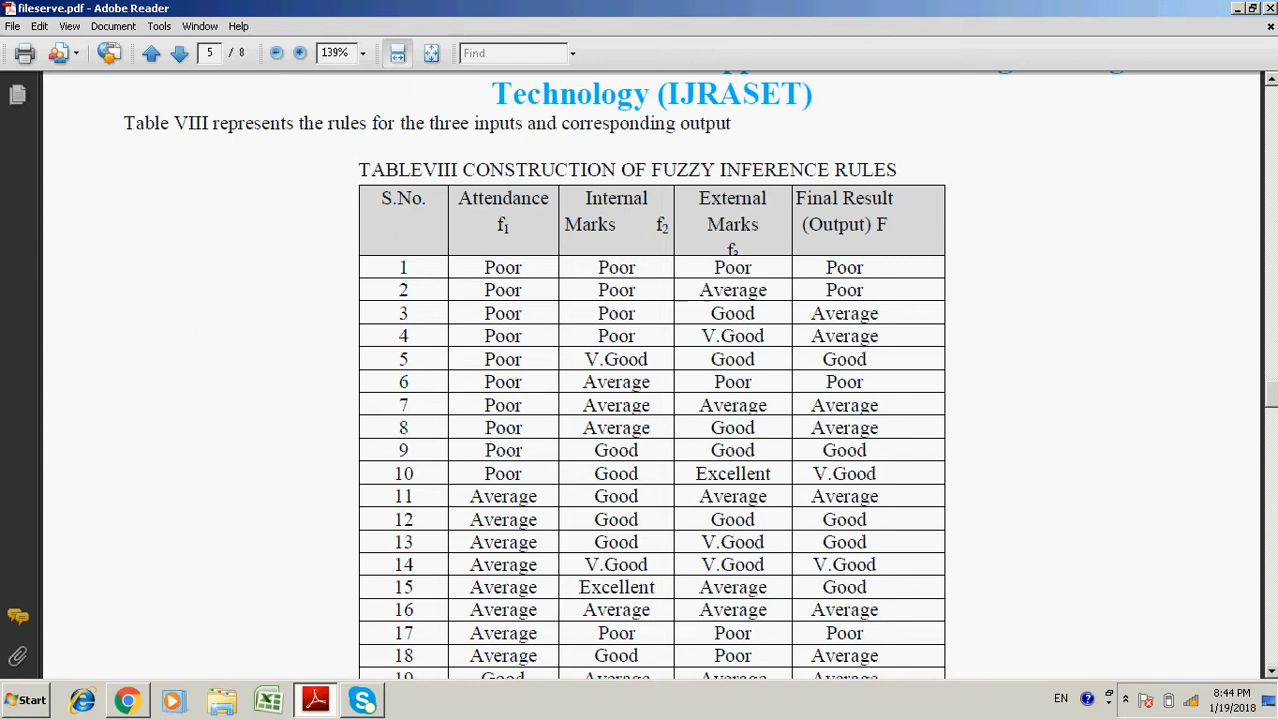 fileserve.pdf - Adobe Reader
File Edit View Document Tools Window Help
5 / 8 139% Find
Technology (IJRASET)
Table VIII represents the rules for the three inputs and corresponding output
TABLEVIII CONSTRUCTION OF FUZZY INFERENCE RULES
S.No. Attendance Internal External Final Result
f1 Marks f2 Marks (Output) F
1 Poor Poor Poor Poor
2 Poor Poor Average Poor
3 Poor Poor Good Average
4 Poor Poor V.Good Average
5 Poor V.Good Good Good
6 Poor Average Poor Poor
7 Poor Average Average Average
8 Poor Average Good Average
9 Poor Good Good Good
10 Poor Good Excellent V.Good
11 Average Good Average Average
12 Average Good Good Good
13 Average Good V.Good Good
14 Average V.Good V.Good V.Good
15 Average Excellent Average Good
16 Average Average Average Average
17 Average Poor Poor Poor
18 Average Good Poor Average
Start EN 8:44 PM
1/19/2018